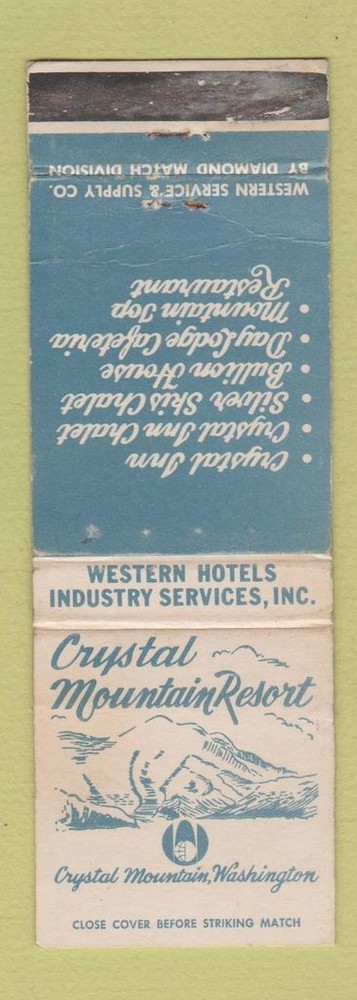 WESTERN SERVICE & SUPPLY CO.
BY DIAMOND MATCH DIVISION
• Crystal Inn
• Crystal Inn Chalet
• Silver Skis Chalet
• Bullion House
• Day Lodge Cafeteria
• Mountain Top
Restaurant
WESTERN HOTELS
INDUSTRY SERVICES, INC.
Crystal
Mountain Resort
Crystal Mountain, Washington
CLOSE COVER BEFORE STRIKING MATCH